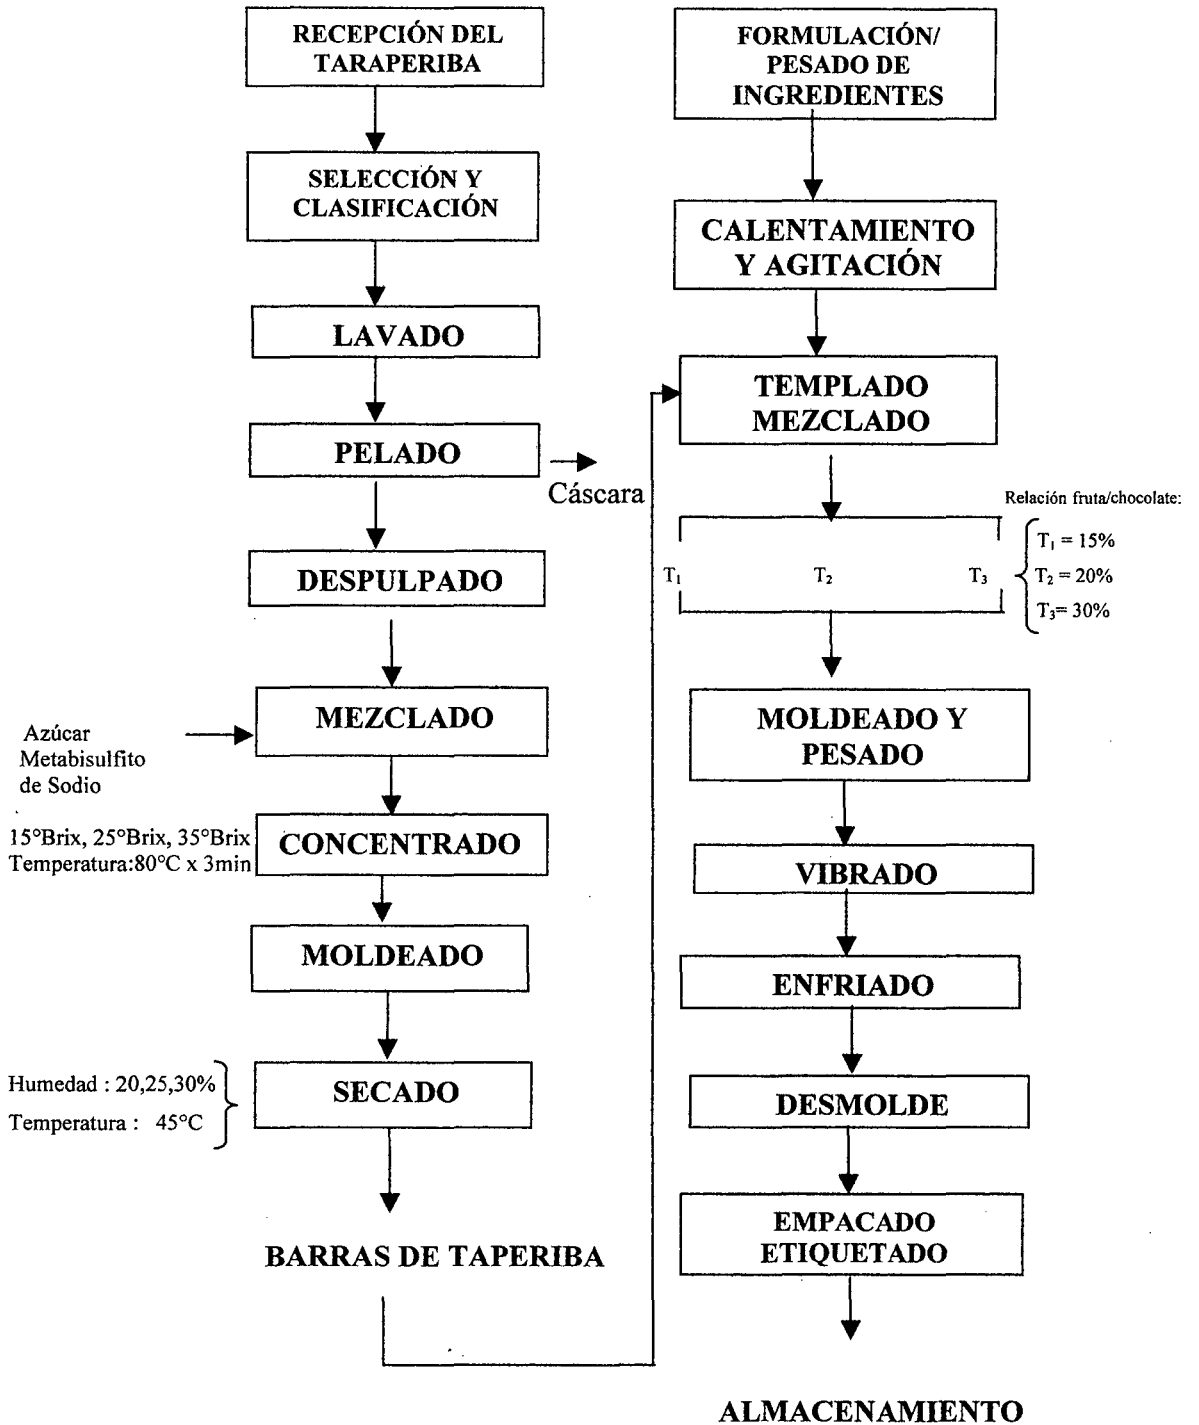 RECEPCIÓN DEL
TARAPERIBA
SELECCIÓN Y
CLASIFICACIÓN
LAVADO
PELADO
Cáscara
DESPULPADO
MEZCLADO
Azúcar
Metabisulfito
de Sodio
15°Brix, 25°Brix, 35°Brix
Temperatura:80°C x 3min
CONCENTRADO
MOLDEADO
Humedad : 20,25,30%
Temperatura : 45°C
SECADO
BARRAS DE TAPERIBA
FORMULACIÓN/
PESADO DE
INGREDIENTES
CALENTAMIENTO
Y AGITACIÓN
TEMPLADO
MEZCLADO
Relación fruta/chocolate:
T₁ T₂ T₃
T₁ = 15%
T₂ = 20%
T₃= 30%
MOLDEADO Y
PESADO
VIBRADO
ENFRIADO
DESMOLDE
EMPACADO
ETIQUETADO
ALMACENAMIENTO